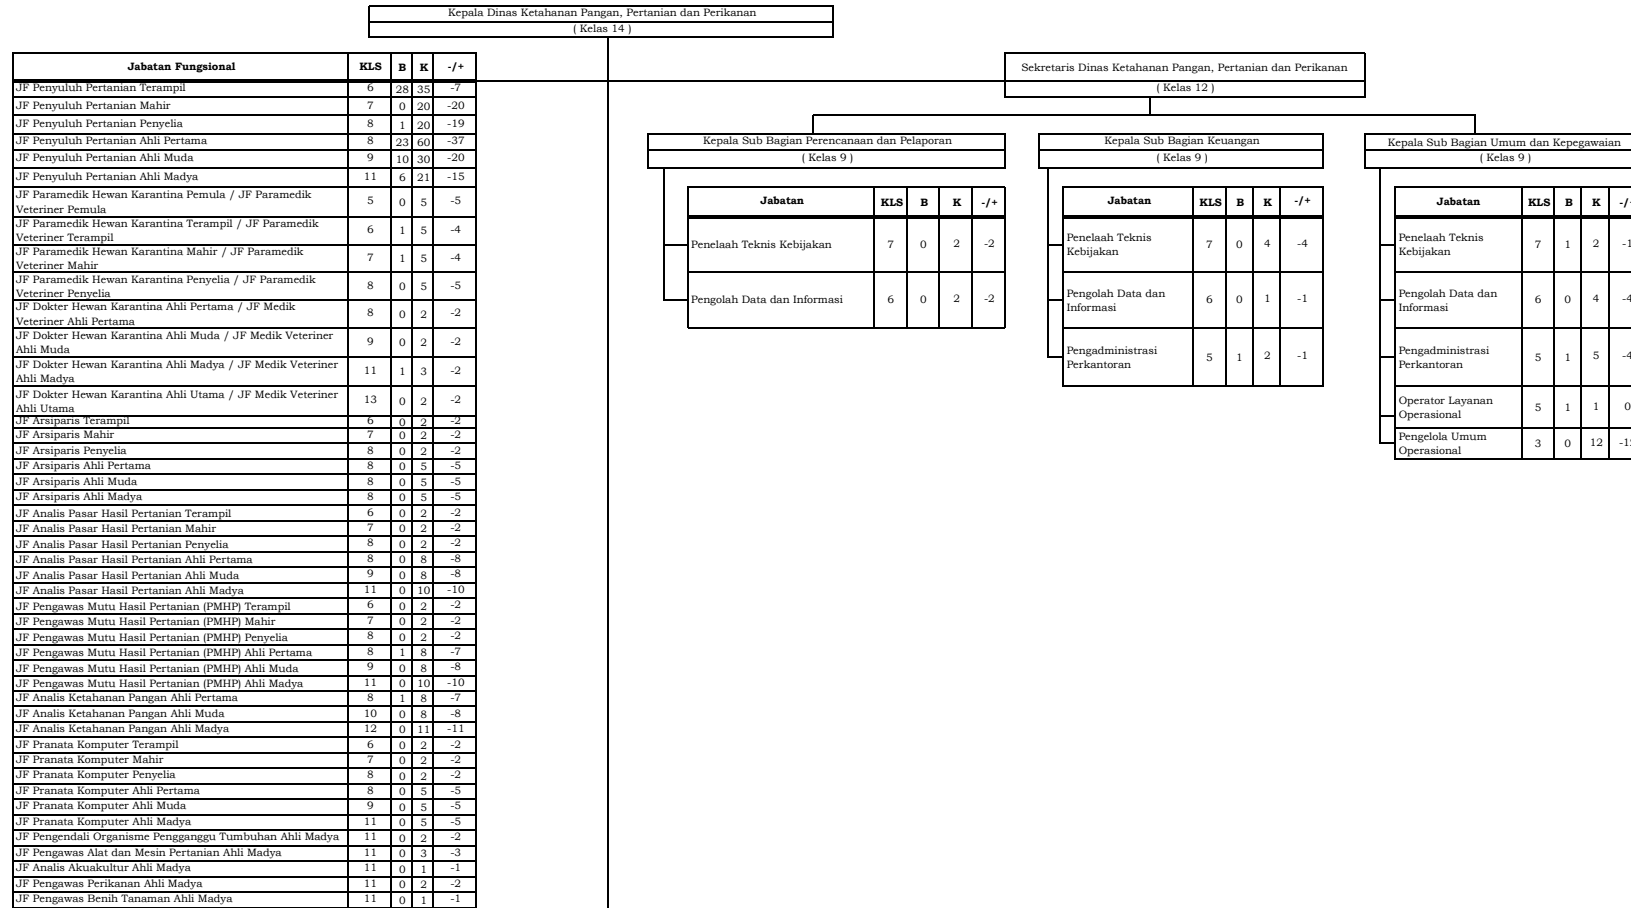 Kepala Dinas Ketahanan Pangan, Pertanian dan Perikanan
( Kelas 14 )
Jabatan Fungsional KLS B K -/+
JF Penyuluh Pertanian Terampil 6 28 35 -7
JF Penyuluh Pertanian Mahir 7 0 20 -20
JF Penyuluh Pertanian Penyelia 8 1 20 -19
JF Penyuluh Pertanian Ahli Pertama 8 23 60 -37
JF Penyuluh Pertanian Ahli Muda 9 10 30 -20
JF Penyuluh Pertanian Ahli Madya 11 6 21 -15
JF Paramedik Hewan Karantina Pemula / JF Paramedik
Veteriner Pemula 5 0 5 -5
JF Paramedik Hewan Karantina Terampil / JF Paramedik
Veteriner Terampil 6 1 5 -4
JF Paramedik Hewan Karantina Mahir / JF Paramedik
Veteriner Mahir 7 1 5 -4
JF Paramedik Hewan Karantina Penyelia / JF Paramedik
Veteriner Penyelia 8 0 5 -5
JF Dokter Hewan Karantina Ahli Pertama / JF Medik
Veteriner Ahli Pertama 8 0 2 -2
JF Dokter Hewan Karantina Ahli Muda / JF Medik Veteriner
Ahli Muda 9 0 2 -2
JF Dokter Hewan Karantina Ahli Madya / JF Medik Veteriner
Ahli Madya 11 1 3 -2
JF Dokter Hewan Karantina Ahli Utama / JF Medik Veteriner
Ahli Utama 13 0 2 -2
JF Arsiparis Terampil 6 0 2 -2
JF Arsiparis Mahir 7 0 2 -2
JF Arsiparis Penyelia 8 0 2 -2
JF Arsiparis Ahli Pertama 8 0 5 -5
JF Arsiparis Ahli Muda 8 0 5 -5
JF Arsiparis Ahli Madya 8 0 5 -5
JF Analis Pasar Hasil Pertanian Terampil 6 0 2 -2
JF Analis Pasar Hasil Pertanian Mahir 7 0 2 -2
JF Analis Pasar Hasil Pertanian Penyelia 8 0 2 -2
JF Analis Pasar Hasil Pertanian Ahli Pertama 8 0 8 -8
JF Analis Pasar Hasil Pertanian Ahli Muda 9 0 8 -8
JF Analis Pasar Hasil Pertanian Ahli Madya 11 0 10 -10
JF Pengawas Mutu Hasil Pertanian (PMHP) Terampil 6 0 2 -2
JF Pengawas Mutu Hasil Pertanian (PMHP) Mahir 7 0 2 -2
JF Pengawas Mutu Hasil Pertanian (PMHP) Penyelia 8 0 2 -2
JF Pengawas Mutu Hasil Pertanian (PMHP) Ahli Pertama 8 1 8 -7
JF Pengawas Mutu Hasil Pertanian (PMHP) Ahli Muda 9 0 8 -8
JF Pengawas Mutu Hasil Pertanian (PMHP) Ahli Madya 11 0 10 -10
JF Analis Ketahanan Pangan Ahli Pertama 8 1 8 -7
JF Analis Ketahanan Pangan Ahli Muda 10 0 8 -8
JF Analis Ketahanan Pangan Ahli Madya 12 0 11 -11
JF Pranata Komputer Terampil 6 0 2 -2
JF Pranata Komputer Mahir 7 0 2 -2
JF Pranata Komputer Penyelia 8 0 2 -2
JF Pranata Komputer Ahli Pertama 8 0 5 -5
JF Pranata Komputer Ahli Muda 9 0 5 -5
JF Pranata Komputer Ahli Madya 11 0 5 -5
JF Pengendali Organisme Pengganggu Tumbuhan Ahli Madya 11 0 2 -2
JF Pengawas Alat dan Mesin Pertanian Ahli Madya 11 0 3 -3
JF Analis Akuakultur Ahli Madya 11 0 1 -1
JF Pengawas Perikanan Ahli Madya 11 0 2 -2
JF Pengawas Benih Tanaman Ahli Madya 11 0 1 -1
Sekretaris Dinas Ketahanan Pangan, Pertanian dan Perikanan
( Kelas 12 )
Kepala Sub Bagian Perencanaan dan Pelaporan
( Kelas 9 )
Jabatan KLS B K -/+
Penelaah Teknis Kebijakan 7 0 2 -2
Pengolah Data dan Informasi 6 0 2 -2
Kepala Sub Bagian Keuangan
( Kelas 9 )
Jabatan KLS B K -/+
Penelaah Teknis
Kebijakan 7 0 4 -4
Pengolah Data dan
Informasi 6 0 1 -1
Pengadministrasi
Perkantoran 5 1 2 -1
Kepala Sub Bagian Umum dan Kepegawaian
( Kelas 9 )
Jabatan KLS B K
Penelaah Teknis
Kebijakan 7 1 2 -1
Pengolah Data dan
Informasi 6 0 4 -4
Pengadministrasi
Perkantoran 5 1 5 -4
Operator Layanan
Operasional 5 1 1 0
Pengelola Umum
Operasional 3 0 12